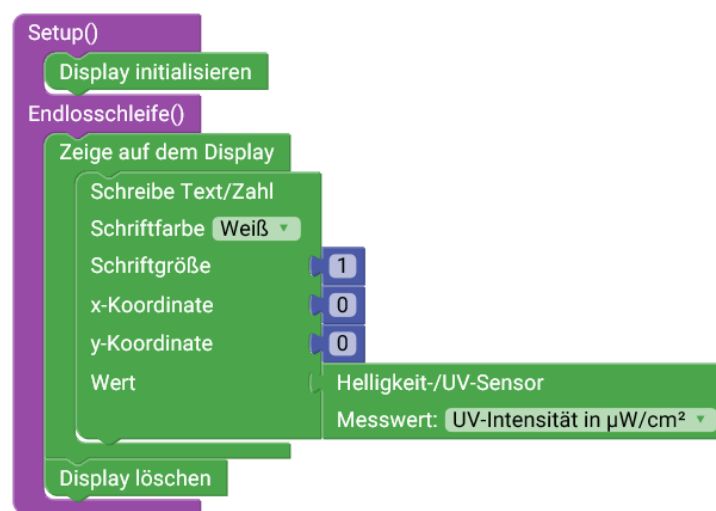 Setup()
Display initialisieren
Endlosschleife()
Zeige auf dem Display
Schreibe Text/Zahl
Schriftfarbe Weiß
Schriftgröße 1
x-Koordinate 0
y-Koordinate 0
Wert Helligkeit-/UV-Sensor
Messwert: UV-Intensität in µW/cm²
Display löschen